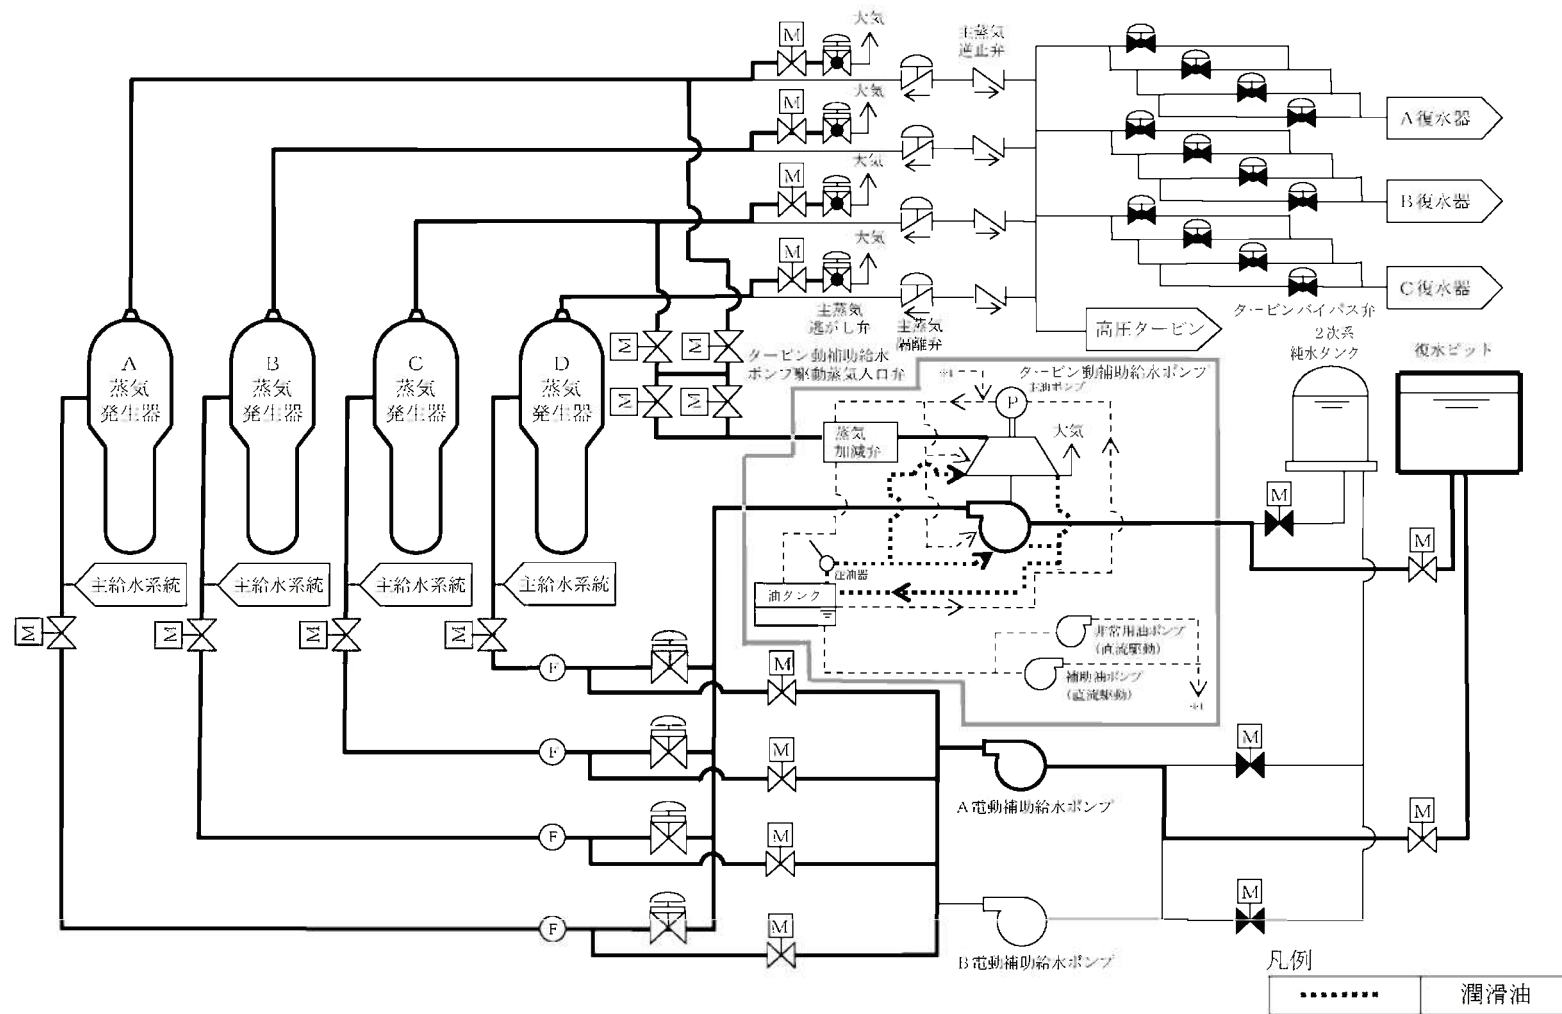 M
大気
主蒸気
逆止弁
M
大気
A復水器
M
大気
B復水器
M
大気
C復水器
主蒸気
逃がし弁
主蒸気
隔離弁
高圧タービン
タービンバイパス弁
2次系
純水タンク
復水ピット
A
蒸気
発生器
B
蒸気
発生器
C
蒸気
発生器
D
蒸気
発生器
M
M
タービン動補助給水
ポンプ駆動蒸気入口弁
M
M
※1
タービン動補助給水ポンプ
主油ポンプ
P
大気
蒸気
加減弁
M
M
注油器
油タンク
主給水系統
主給水系統
主給水系統
主給水系統
M
M
M
M
非常用油ポンプ
(直流駆動)
補助油ポンプ
(直流駆動)
※1
F
M
F
M
M
A電動補助給水ポンプ
F
M
M
M
F
M
B電動補助給水ポンプ
凡例
潤滑油